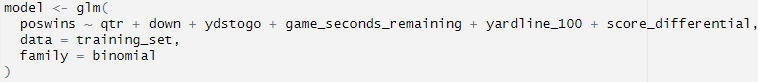 model <- glm(
  poswins ~ qtr + down + ydstogo + game_seconds_remaining + yardline_100 + score_differential,
  data = training_set,
  family = binomial
)